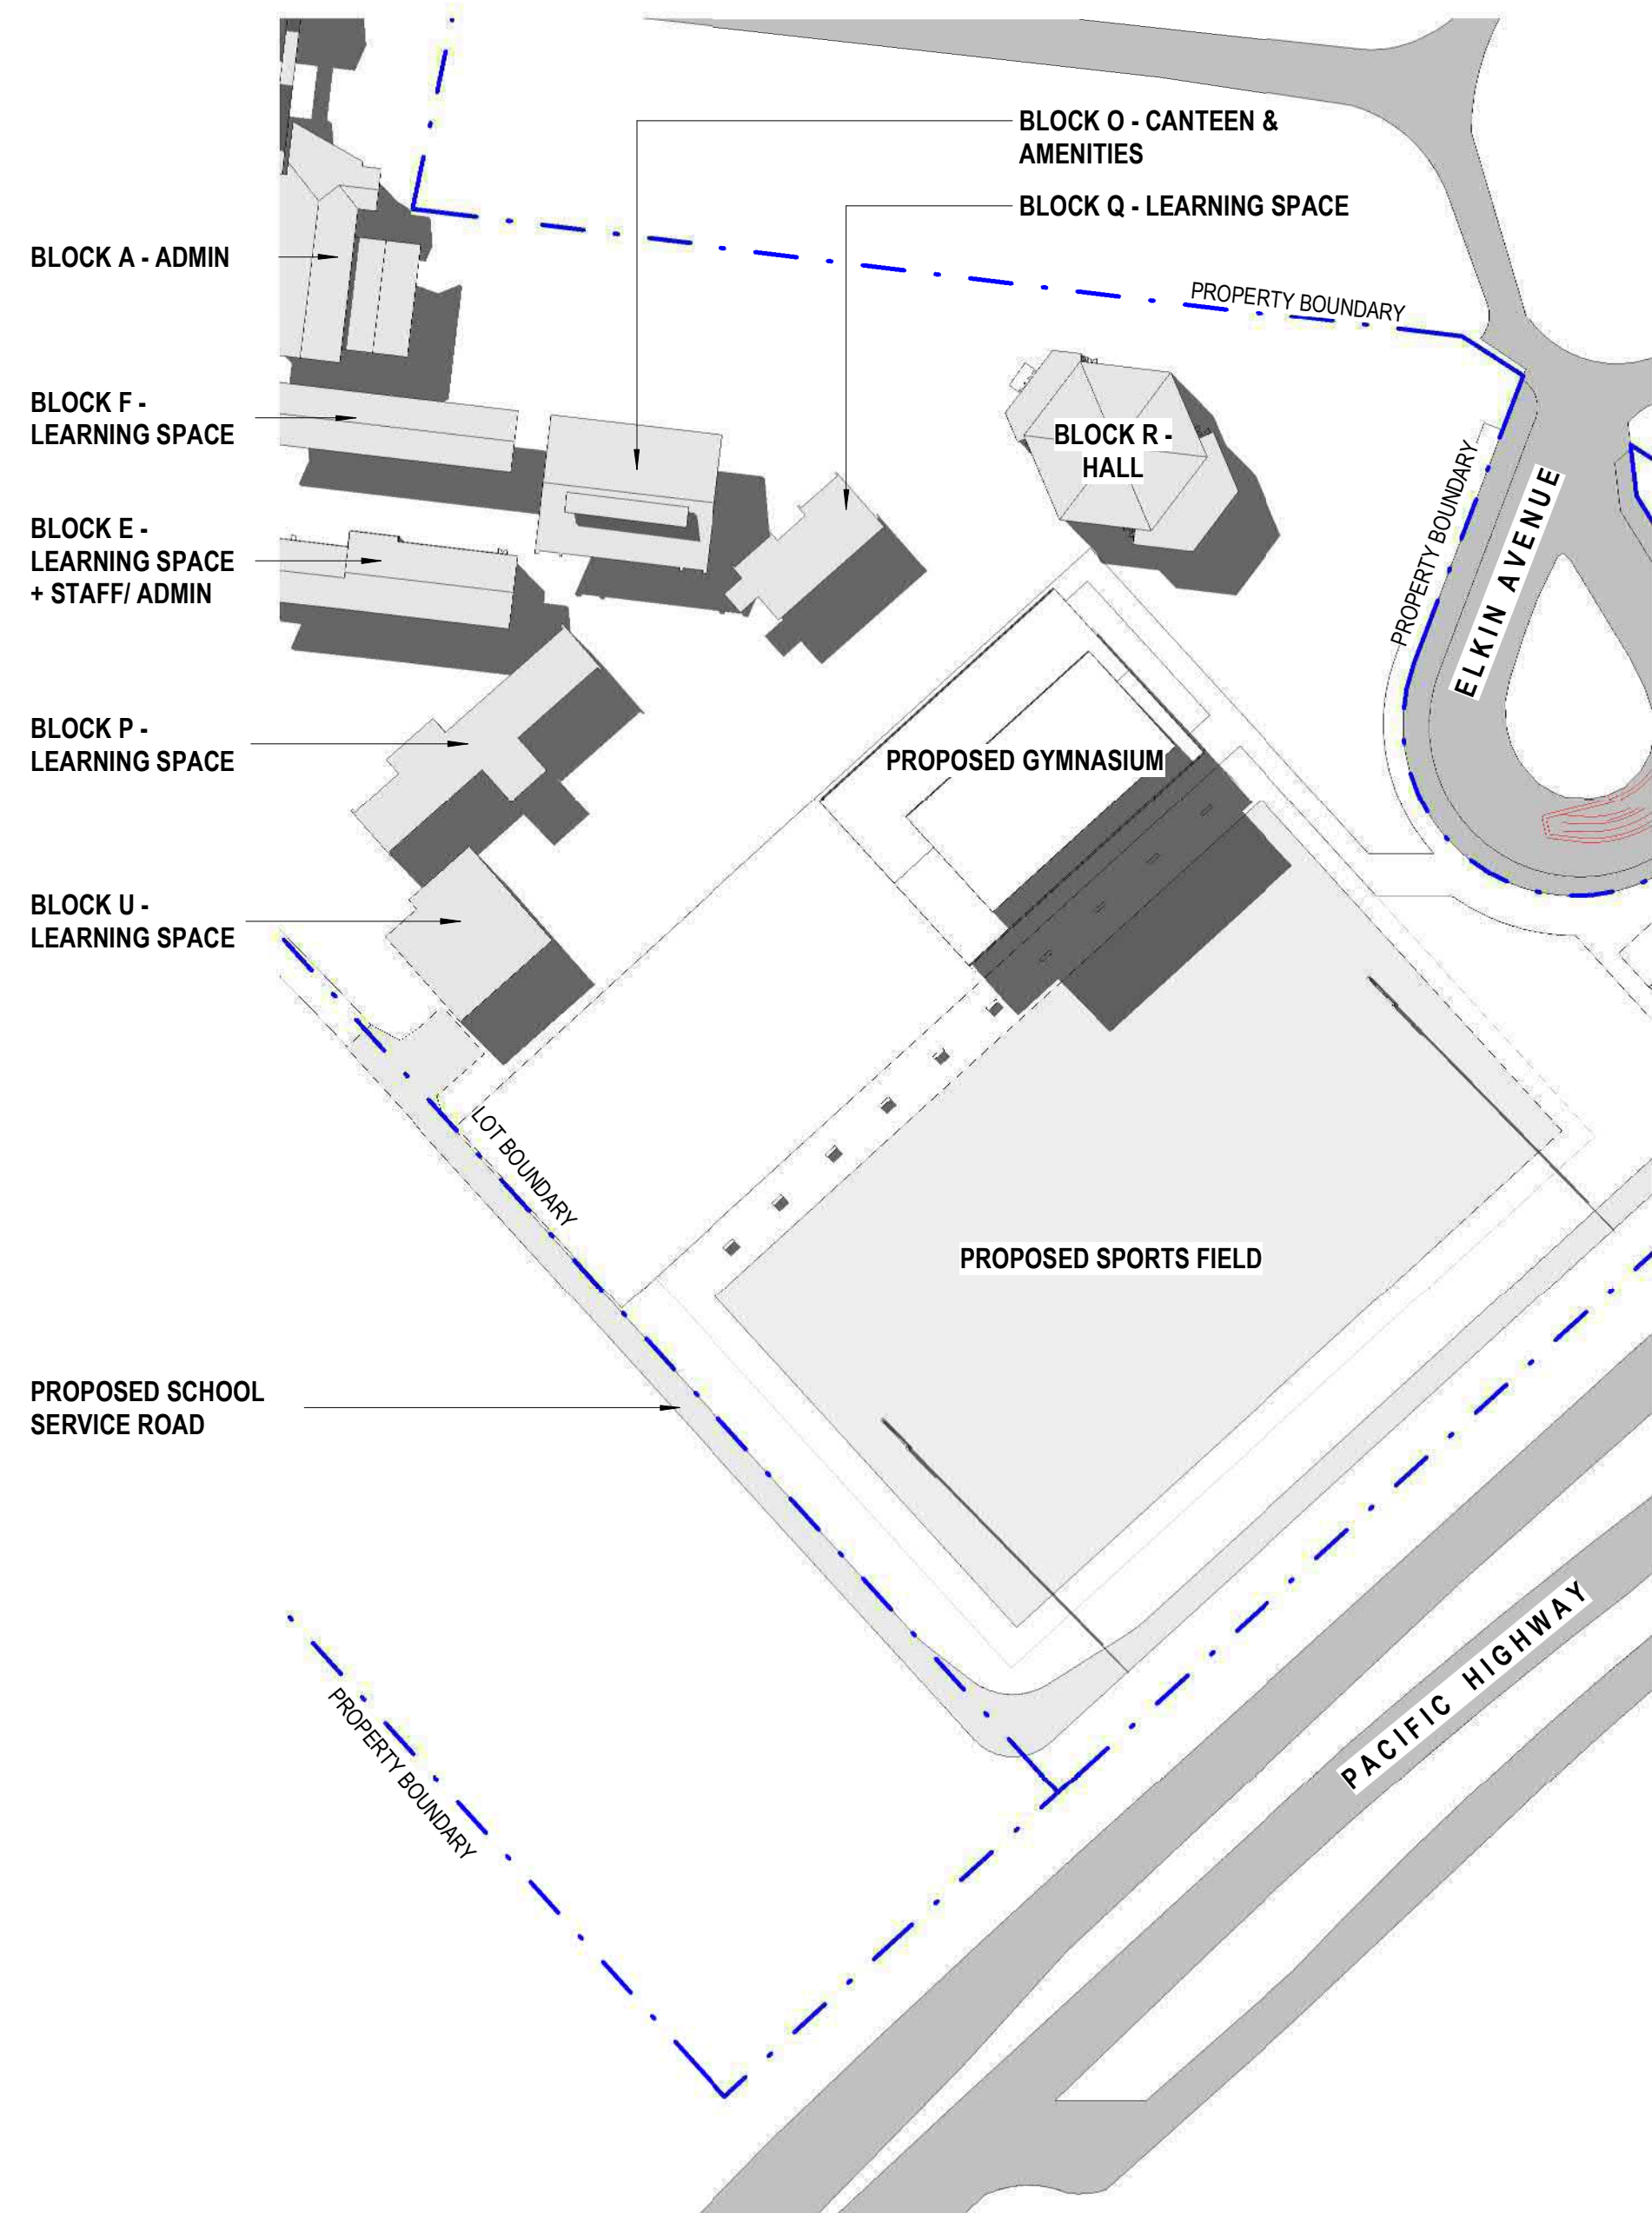 BLOCK O - CANTEEN &
AMENITIES
BLOCK Q - LEARNING SPACE
BLOCK A - ADMIN
PROPERTY BOUNDARY
BLOCK F -
LEARNING SPACE
BLOCK R -
HALL
PROPERTY BOUNDARY
ELKIN AVENUE
BLOCK E -
LEARNING SPACE
+ STAFF/ ADMIN
BLOCK P -
LEARNING SPACE
PROPOSED GYMNASIUM
BLOCK U -
LEARNING SPACE
LOT BOUNDARY
PROPOSED SPORTS FIELD
PROPOSED SCHOOL
SERVICE ROAD
PACIFIC HIGHWAY
PROPERTY BOUNDARY